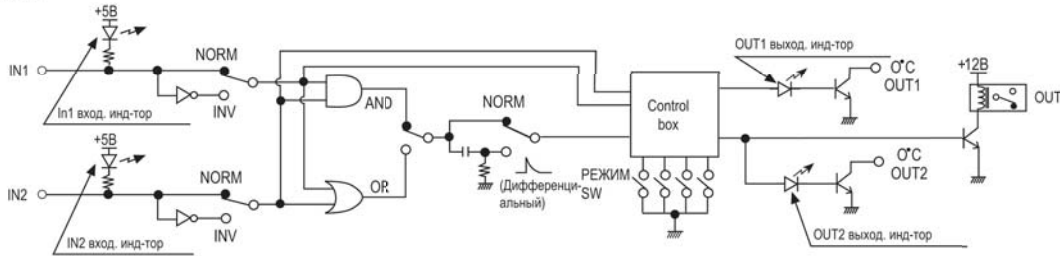 +5В
IN1
NORM
INV
In1 вход. инд-тор
+5В
IN2
NORM
INV
IN2 вход. инд-тор
AND
OR
NORM
(Дифференци-
альный)
Control
box
РЕЖИМ
SW
OUT1 выход. инд-тор
O°C
OUT1
+12В
OUT
O°C
OUT2
OUT2 выход. инд-тор